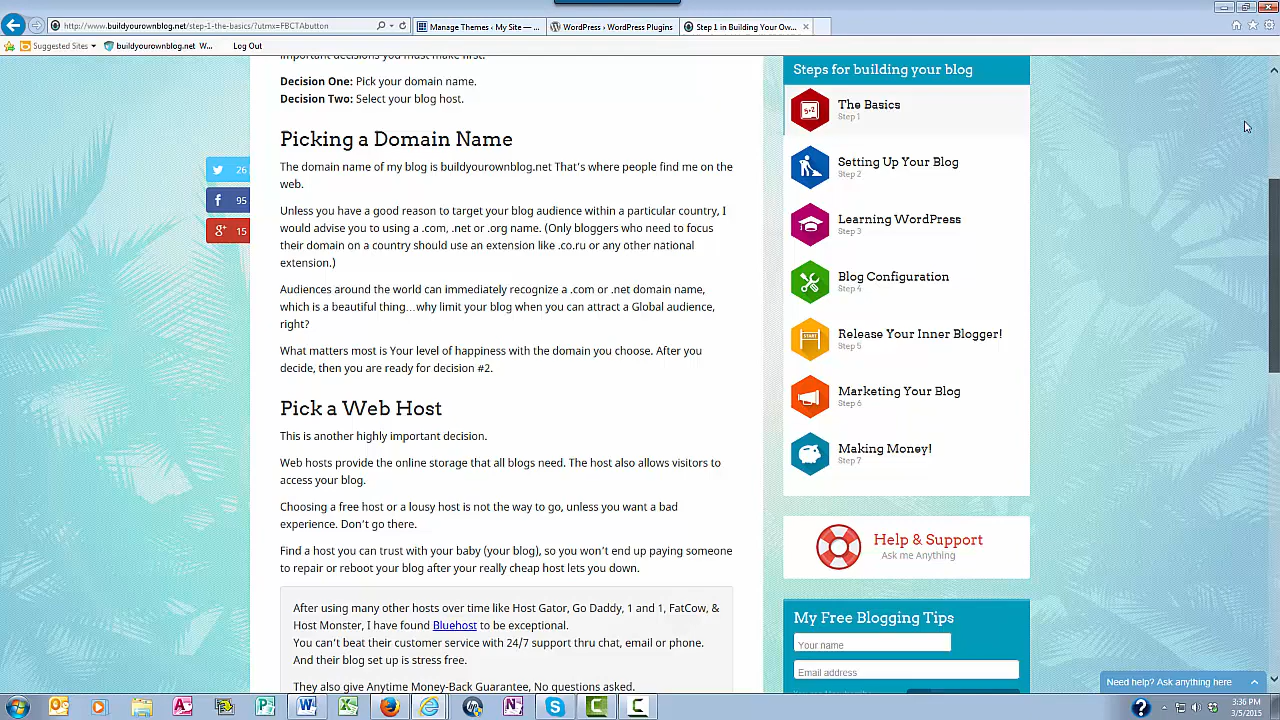 http://www.buildyourownblog.net/step-1-the-basics/?utmx=FBCTAbutton
Manage Themes ‹ My Site —...
WordPress › WordPress Plugins
Step 1 in Building Your Ow...
Suggested Sites
buildyourownblog.net W...
Log Out
important decisions you must make first.
Decision One: Pick your domain name.
Decision Two: Select your blog host.
Picking a Domain Name
The domain name of my blog is buildyourownblog.net That's where people find me on the
web.
Unless you have a good reason to target your blog audience within a particular country, I
would advise you to using a .com, .net or .org name. (Only bloggers who need to focus
their domain on a country should use an extension like .co.ru or any other national
extension.)
Audiences around the world can immediately recognize a .com or .net domain name,
which is a beautiful thing…why limit your blog when you can attract a Global audience,
right?
What matters most is Your level of happiness with the domain you choose. After you
decide, then you are ready for decision #2.
Pick a Web Host
This is another highly important decision.
Web hosts provide the online storage that all blogs need. The host also allows visitors to
access your blog.
Choosing a free host or a lousy host is not the way to go, unless you want a bad
experience. Don't go there.
Find a host you can trust with your baby (your blog), so you won't end up paying someone
to repair or reboot your blog after your really cheap host lets you down.
After using many other hosts over time like Host Gator, Go Daddy, 1 and 1, FatCow, &
Host Monster, I have found Bluehost to be exceptional.
You can't beat their customer service with 24/7 support thru chat, email or phone.
And their blog set up is stress free.
They also give Anytime Money-Back Guarantee, No questions asked.
26
95
15
Steps for building your blog
The Basics
Step 1
Setting Up Your Blog
Step 2
Learning WordPress
Step 3
Blog Configuration
Step 4
START
Release Your Inner Blogger!
Step 5
Marketing Your Blog
Step 6
Making Money!
Step 7
Help & Support
Ask me Anything
My Free Blogging Tips
Your name
Email address
Need help? Ask anything here
3:36 PM
3/5/2015